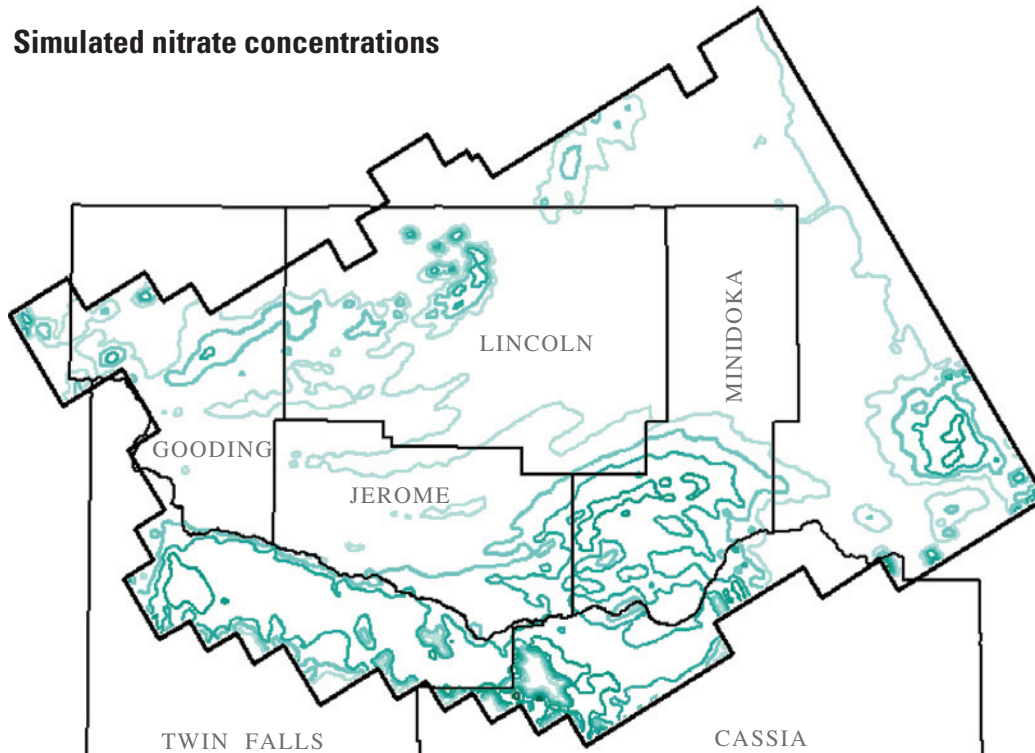 Simulated nitrate concentrations
MINIDOKA
LINCOLN
GOODING
JEROME
TWIN FALLS
CASSIA